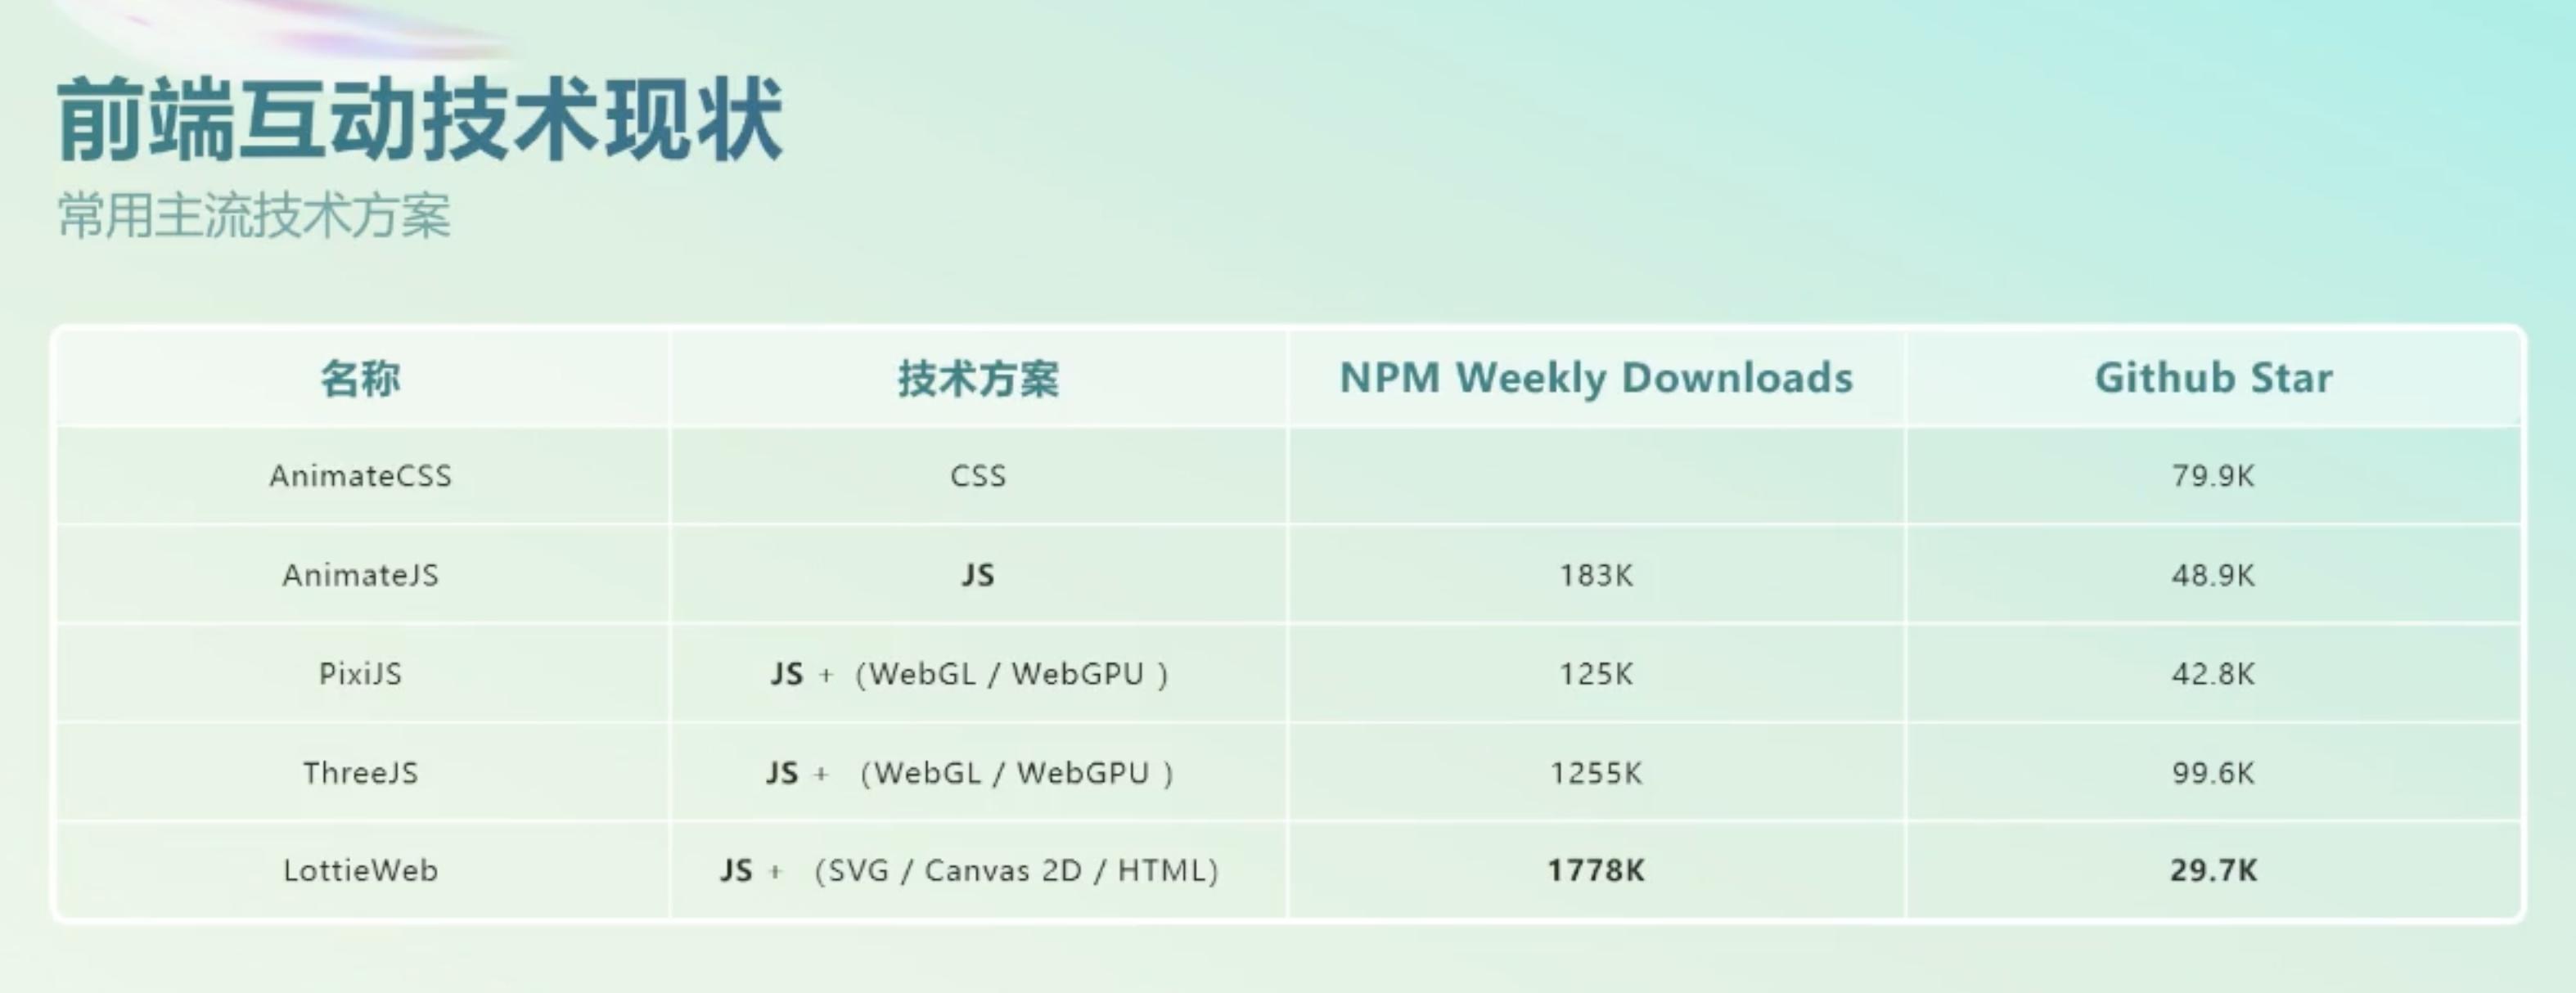 前端互动技术现状
常用主流技术方案
名称 技术方案 NPM Weekly Downloads Github Star
AnimateCSS CSS 79.9K
AnimateJS JS 183K 48.9K
PixiJS JS + (WebGL / WebGPU ) 125K 42.8K
ThreeJS JS + (WebGL / WebGPU ) 1255K 99.6K
LottieWeb JS + (SVG / Canvas 2D / HTML) 1778K 29.7K